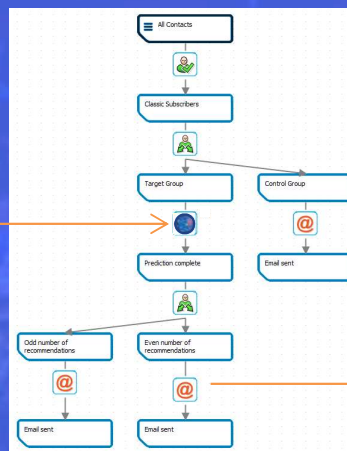 All Contacts
Classic Subscribers
Target Group
Control Group
Prediction complete
Email sent
Odd number of
recommendations
Even number of
recommendations
Email sent
Email sent